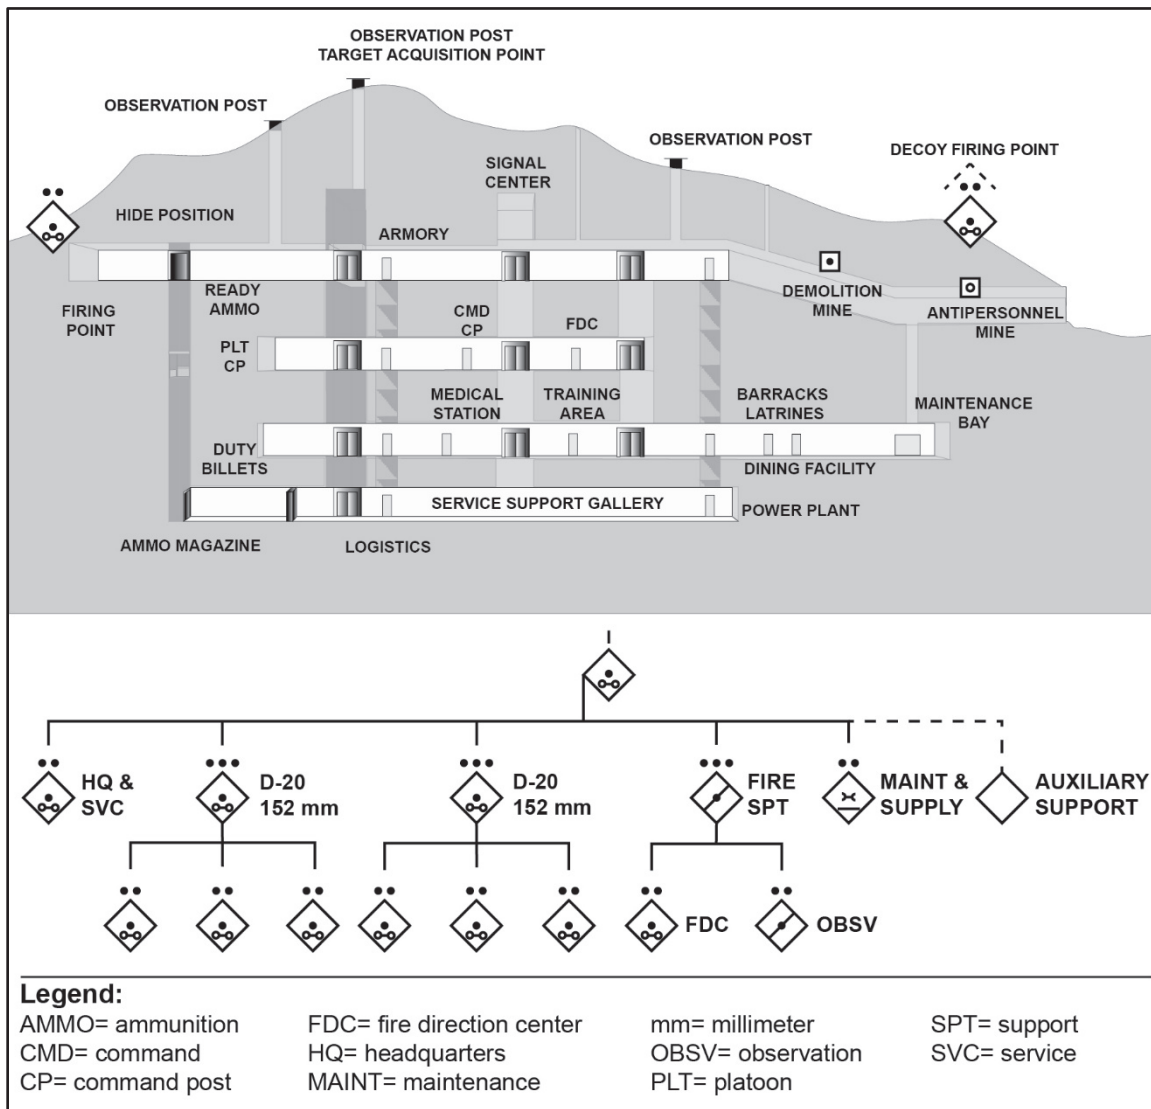 OBSERVATION POST
TARGET ACQUISITION POINT
OBSERVATION POST
OBSERVATION POST
DECOY FIRING POINT
SIGNAL
CENTER
HIDE POSITION
ARMORY
FIRING
POINT
READY
AMMO
DEMOLITION
MINE
ANTIPERSONNEL
MINE
CMD
CP
FDC
PLT
CP
MEDICAL
STATION
TRAINING
AREA
BARRACKS
LATRINES
MAINTENANCE
BAY
DUTY
BILLETS
DINING FACILITY
SERVICE SUPPORT GALLERY
POWER PLANT
AMMO MAGAZINE
LOGISTICS
HQ &
SVC
D-20
152 mm
D-20
152 mm
FIRE
SPT
MAINT &
SUPPLY
AUXILIARY
SUPPORT
FDC
OBSV
Legend:
AMMO= ammunition
CMD= command
CP= command post
FDC= fire direction center
HQ= headquarters
MAINT= maintenance
mm= millimeter
OBSV= observation
PLT= platoon
SPT= support
SVC= service